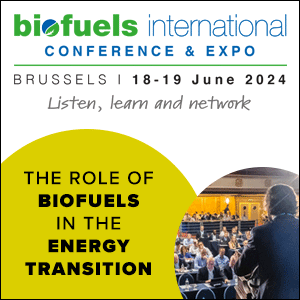 biofuels international
CONFERENCE & EXPO
BRUSSELS | 18-19 June 2024
Listen, learn and network
THE ROLE OF
BIOFUELS
IN THE
ENERGY
TRANSITION